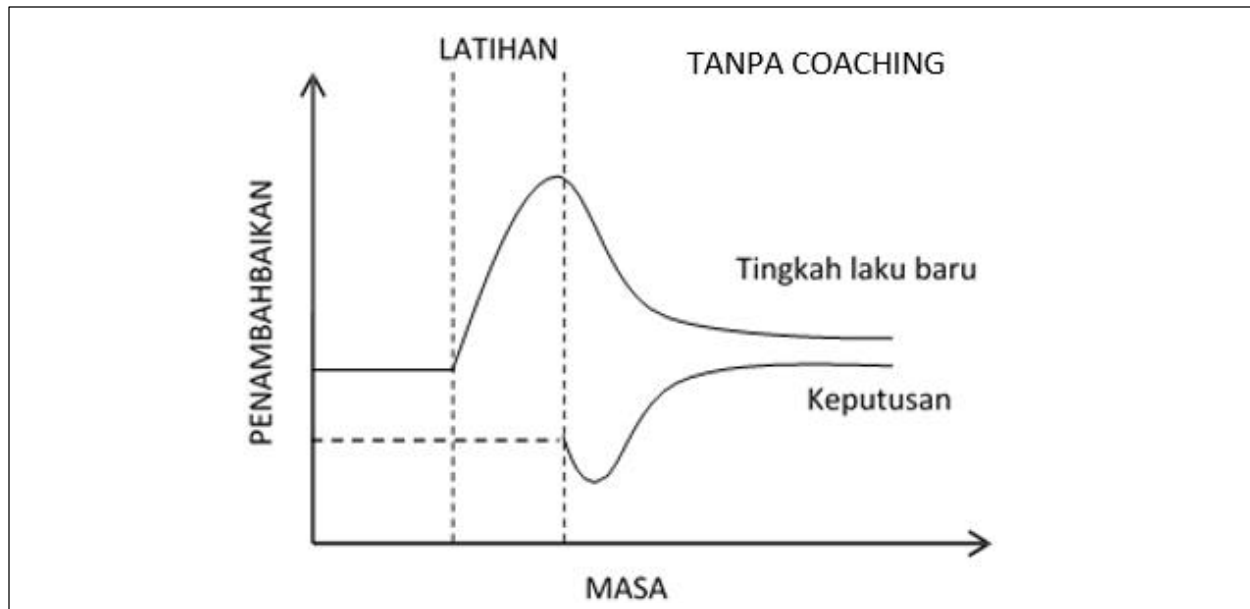 LATIHAN
TANPA COACHING
PENAMBAHBAIKAN
Tingkah laku baru
Keputusan
MASA